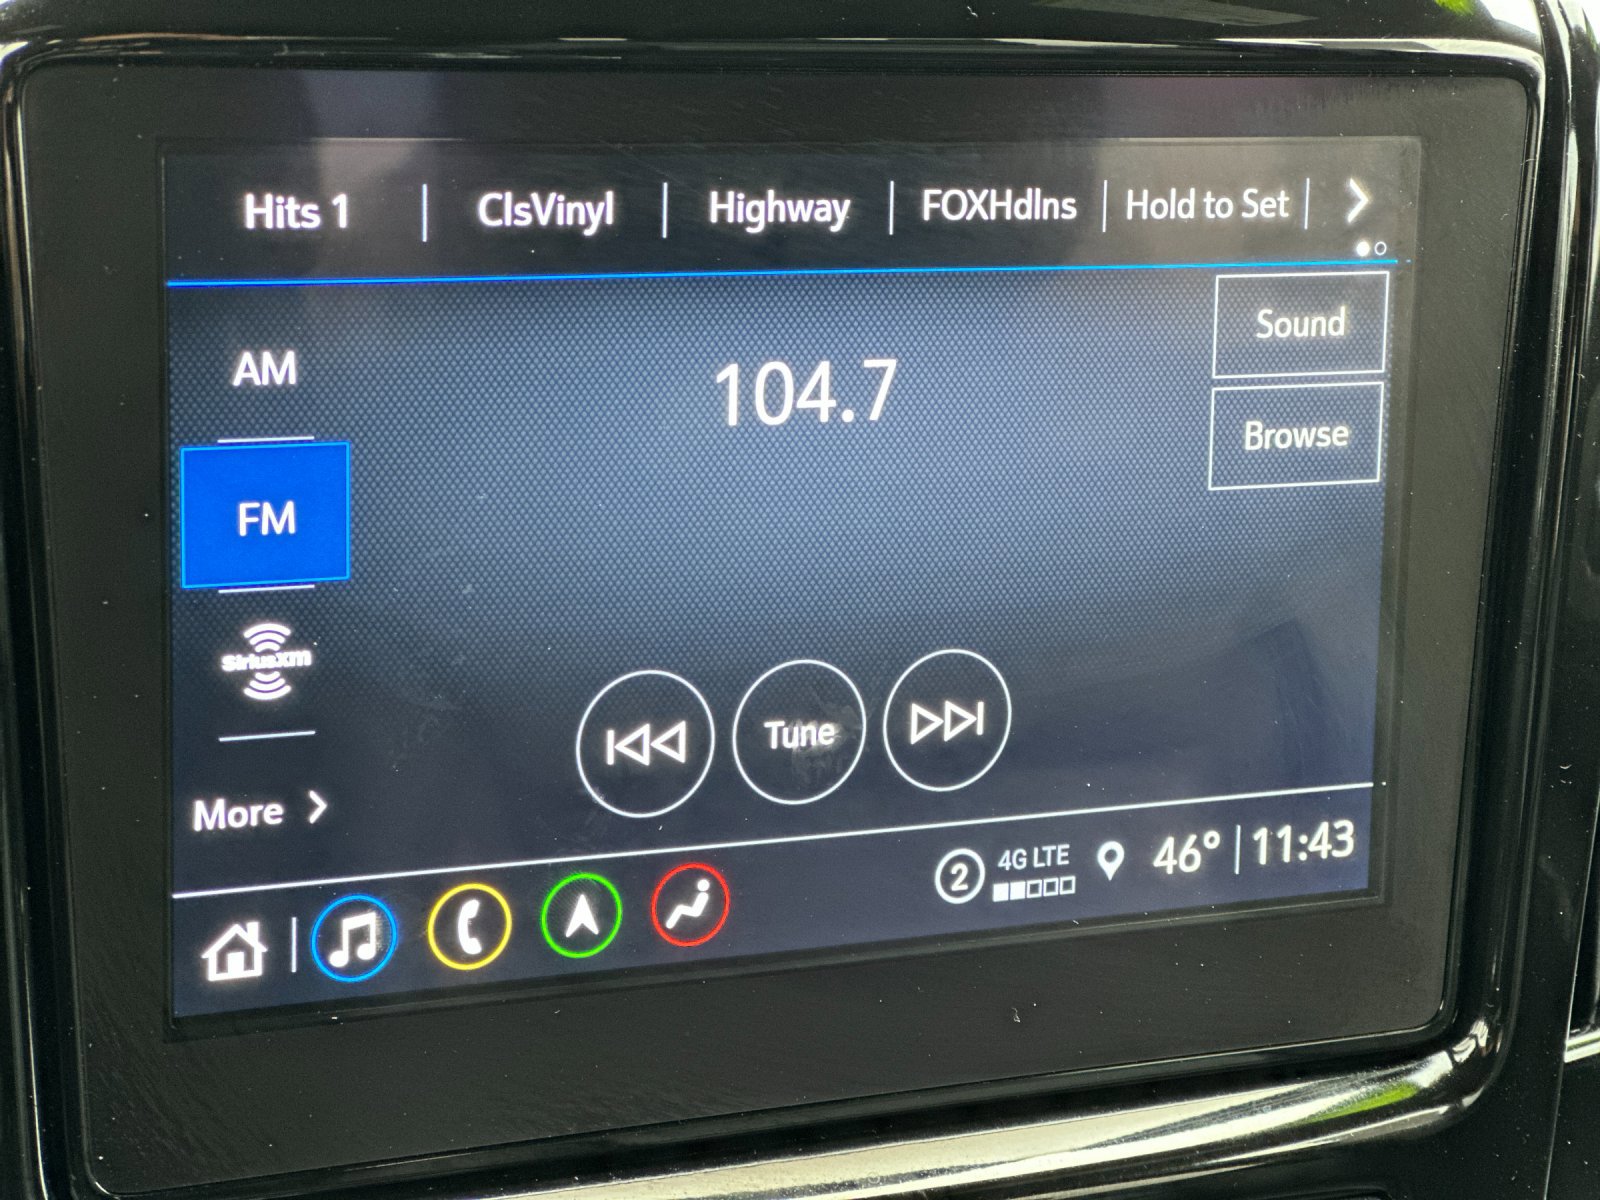 Hits 1 | ClsVinyl | Highway | FOXHdlns | Hold to Set |
Sound
AM
104.7
Browse
FM
SiriusXM
Tune
More
2 4G LTE 46° | 11:43